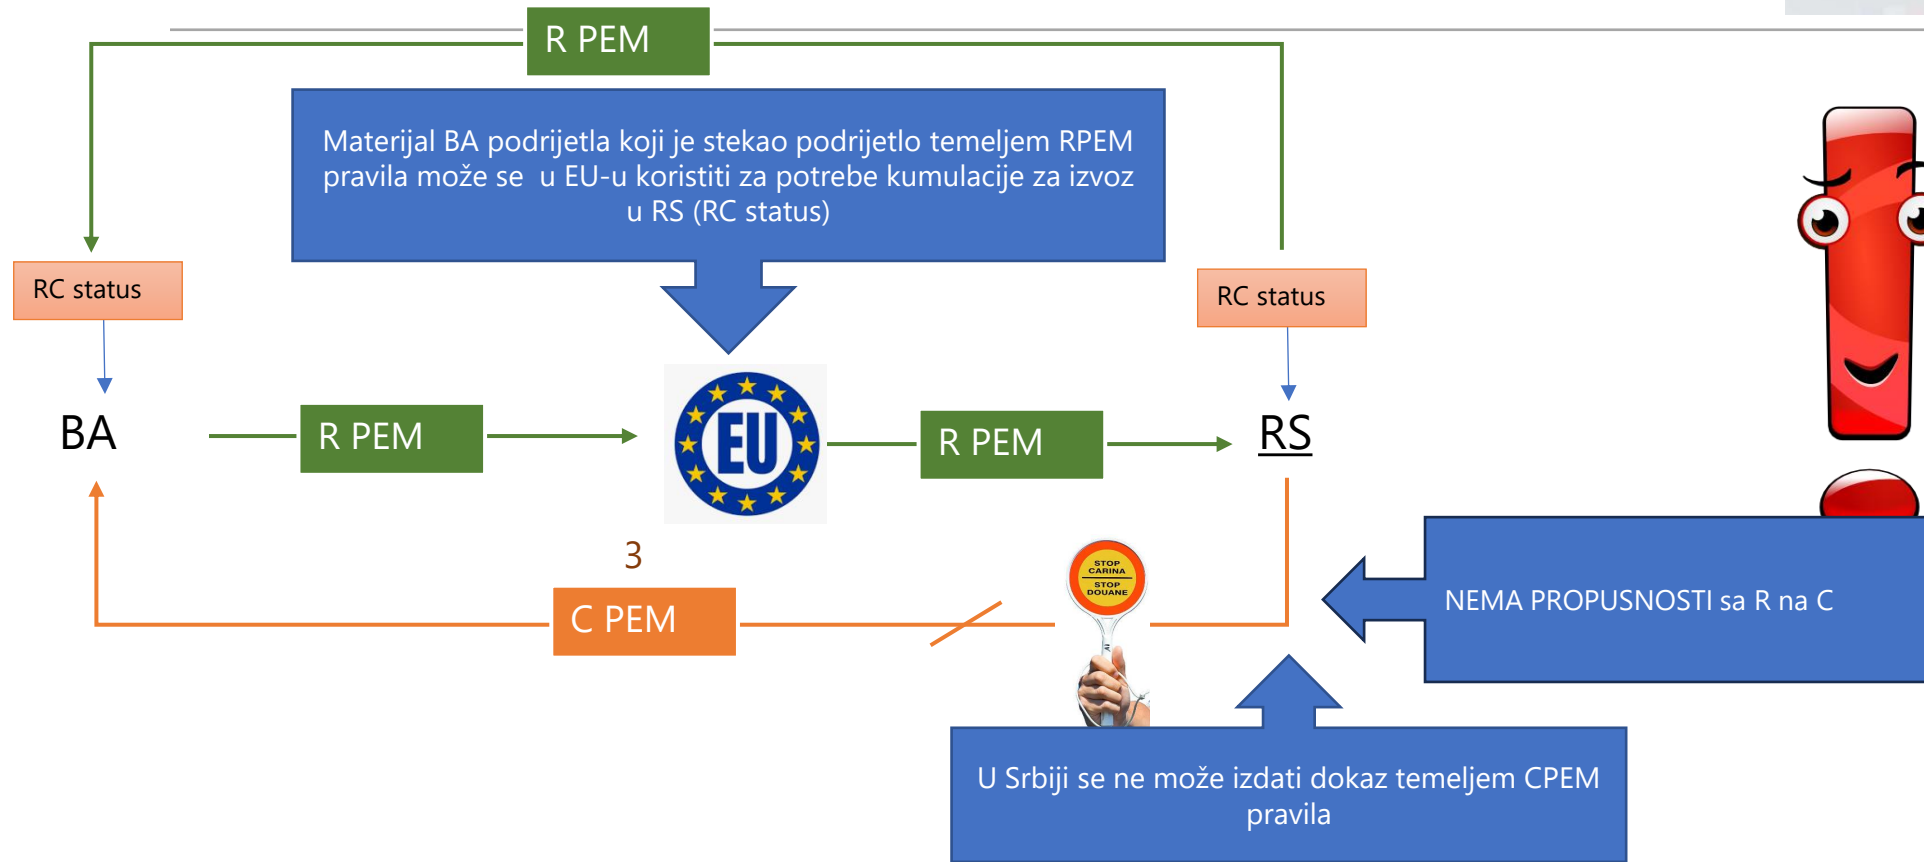 R PEM
Materijal BA podrijetla koji je stekao podrijetlo temeljem RPEM
pravila može se u EU-u koristiti za potrebe kumulacije za izvoz
u RS (RC status)
RC status
RC status
BA
R PEM
EU
R PEM
RS
3
C PEM
STOP
CARINA
STOP
DOUANE
NEMA PROPUSNOSTI sa R na C
U Srbiji se ne može izdati dokaz temeljem CPEM
pravila